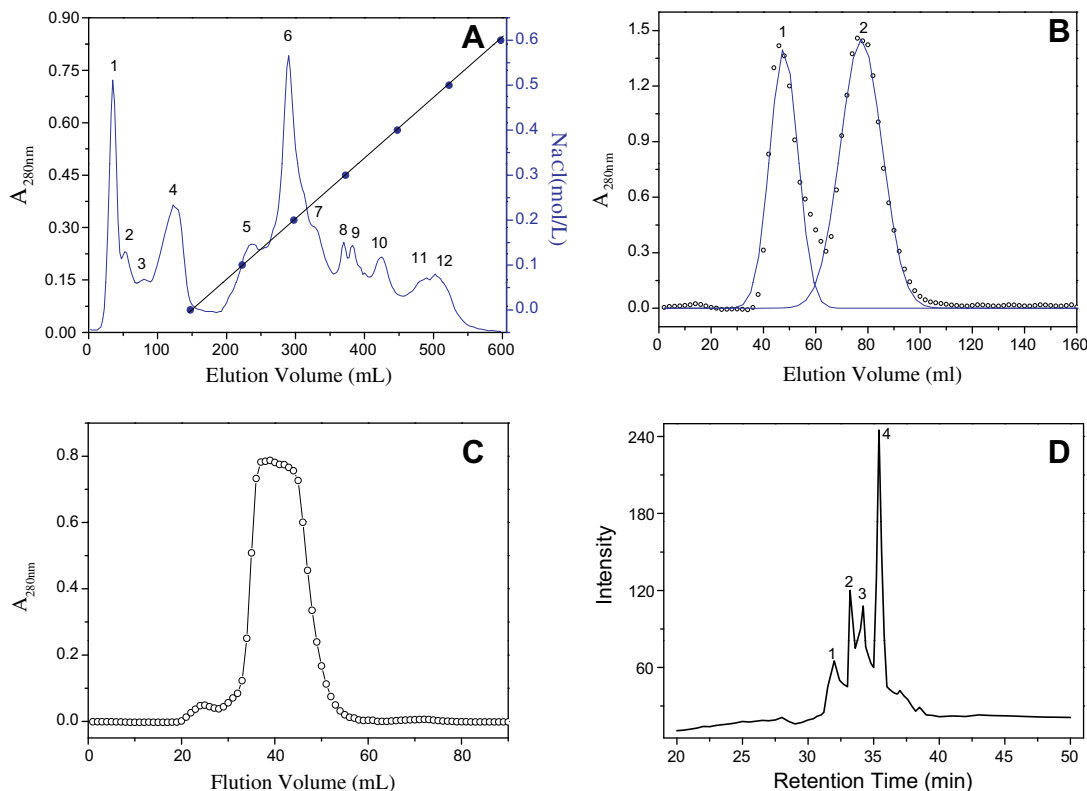 A
0.90
0.75
0.60
0.45
0.30
0.15
0.00
A280nm
0 100 200 300 400 500 600
Elution Volume (mL)
0.6
0.5
0.4
0.3
0.2
0.1
0.0
Nacl(mol/L)
1
2
3
4
5
6
7
8
9
10
11
12
B
1.5
1.2
0.9
0.6
0.3
0.0
A280nm
0 20 40 60 80 100 120 140 160
Elution Volume (ml)
1
2
C
0.8
0.6
0.4
0.2
0.0
A280nm
0 20 40 60 80
Flution Volume (mL)
D
240
180
120
60
Intensity
20 25 30 35 40 45 50
Retention Time (min)
1
2
3
4